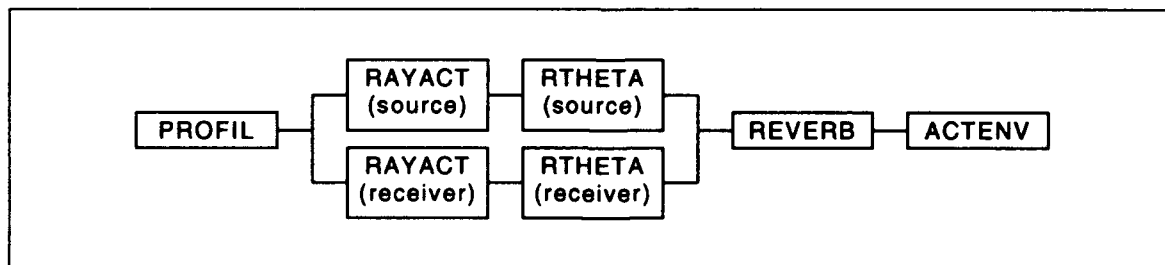 PROFIL
RAYACT
(source)
RTHETA
(source)
RAYACT
(receiver)
RTHETA
(receiver)
REVERB
ACTENV